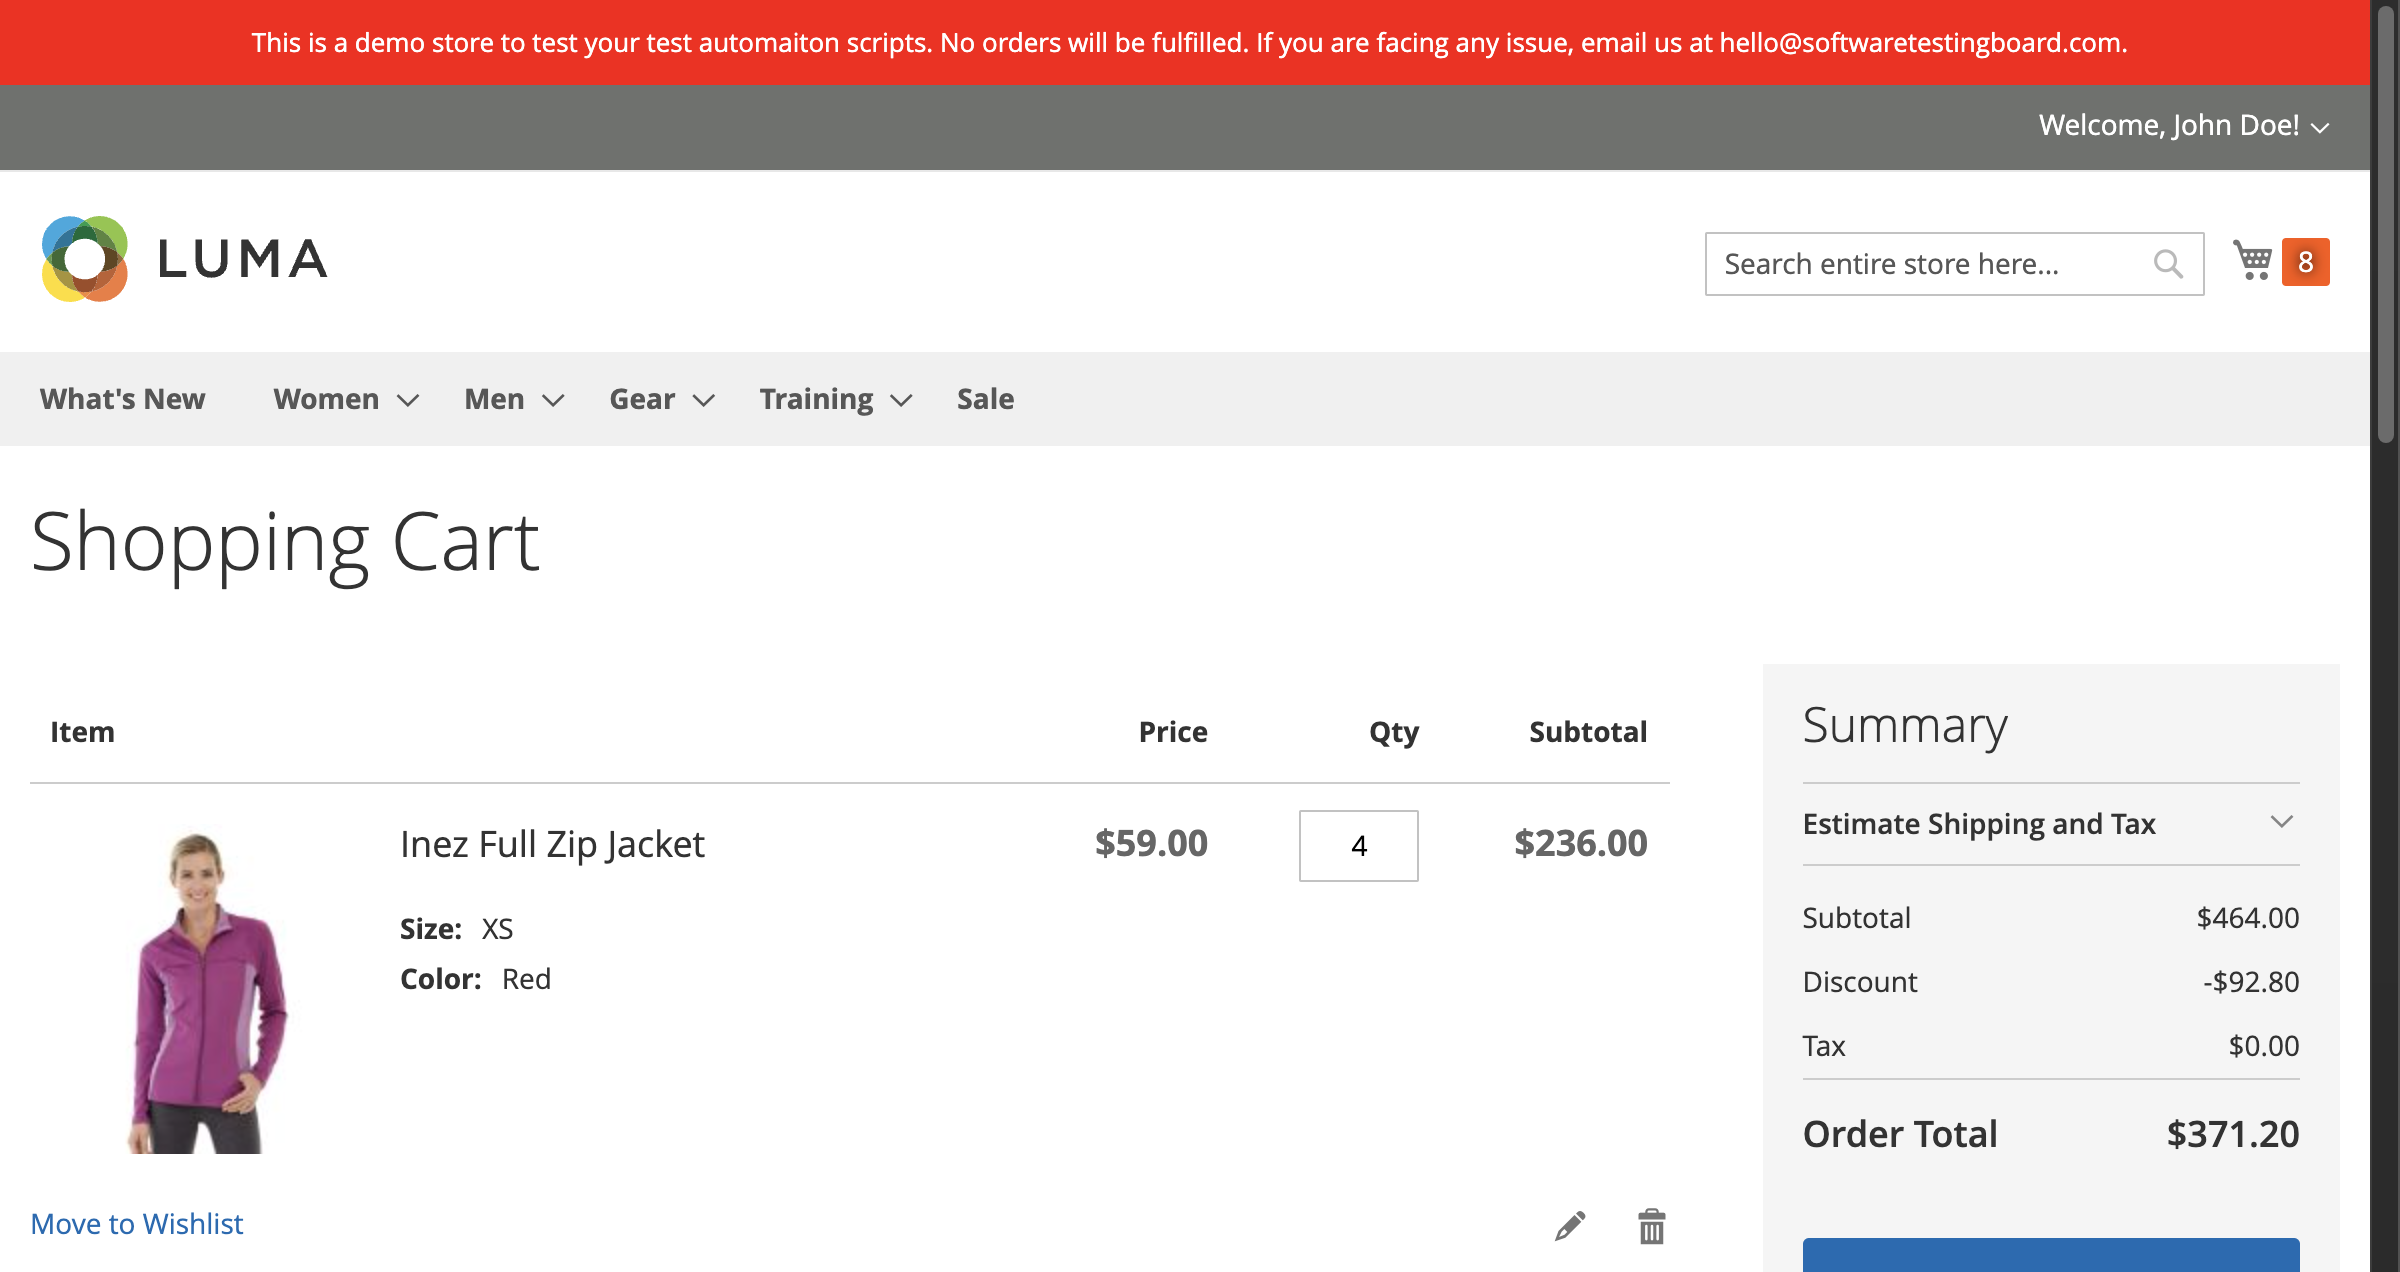 This is a demo store to test your test automaiton scripts. No orders will be fulfilled. If you are facing any issue, email us at hello@softwaretestingboard.com.
Welcome, John Doe!
LUMA
Search entire store here...
8
What's New Women Men Gear Training Sale
Shopping Cart
Item Price Qty Subtotal
Inez Full Zip Jacket $59.00 4 $236.00
Size: XS
Color: Red
Move to Wishlist
Summary
Estimate Shipping and Tax
Subtotal $464.00
Discount -$92.80
Tax $0.00
Order Total $371.20